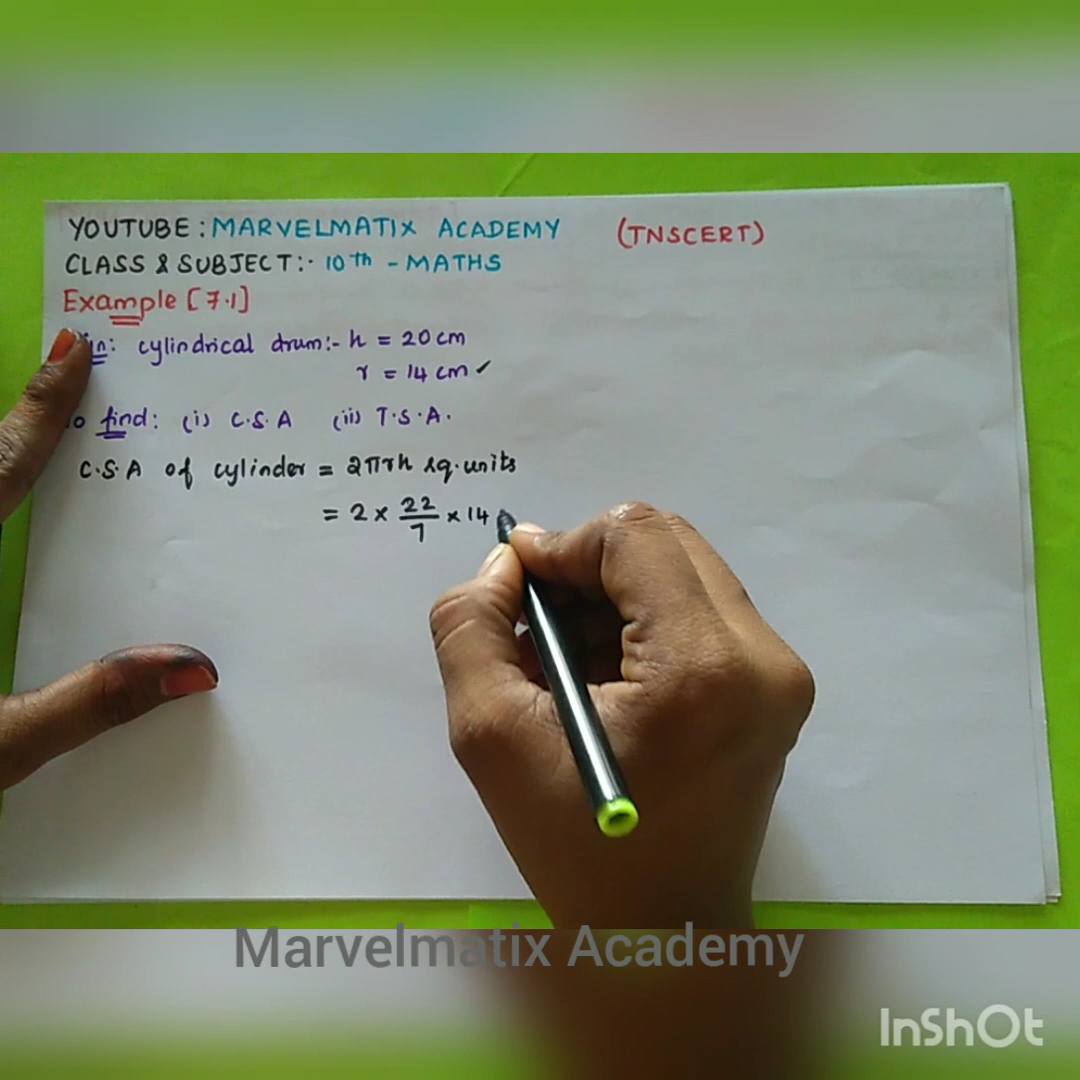 YOUTUBE : MARVELMATIX ACADEMY (TNSCERT)
CLASS & SUBJECT :- 10th - MATHS
Example [7.1]
cylindrical drum :- h = 20 cm
r = 14 cm ✓
find : (i) C.S.A (ii) T.S.A.
C.S.A of cylinder = 2πrh sq.units
= 2 × 22/7 × 14
Marvelmatix Academy
InShOt